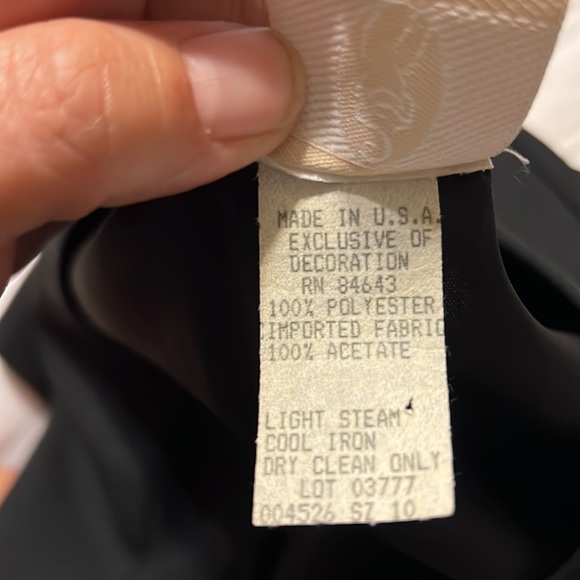 MADE IN U.S.A.
EXCLUSIVE OF
DECORATION
RN 84643
100% POLYESTER
IMPORTED FABRIC
100% ACETATE
LIGHT STEAM
COOL IRON
DRY CLEAN ONLY
LOT 03777
004526 SZ 10